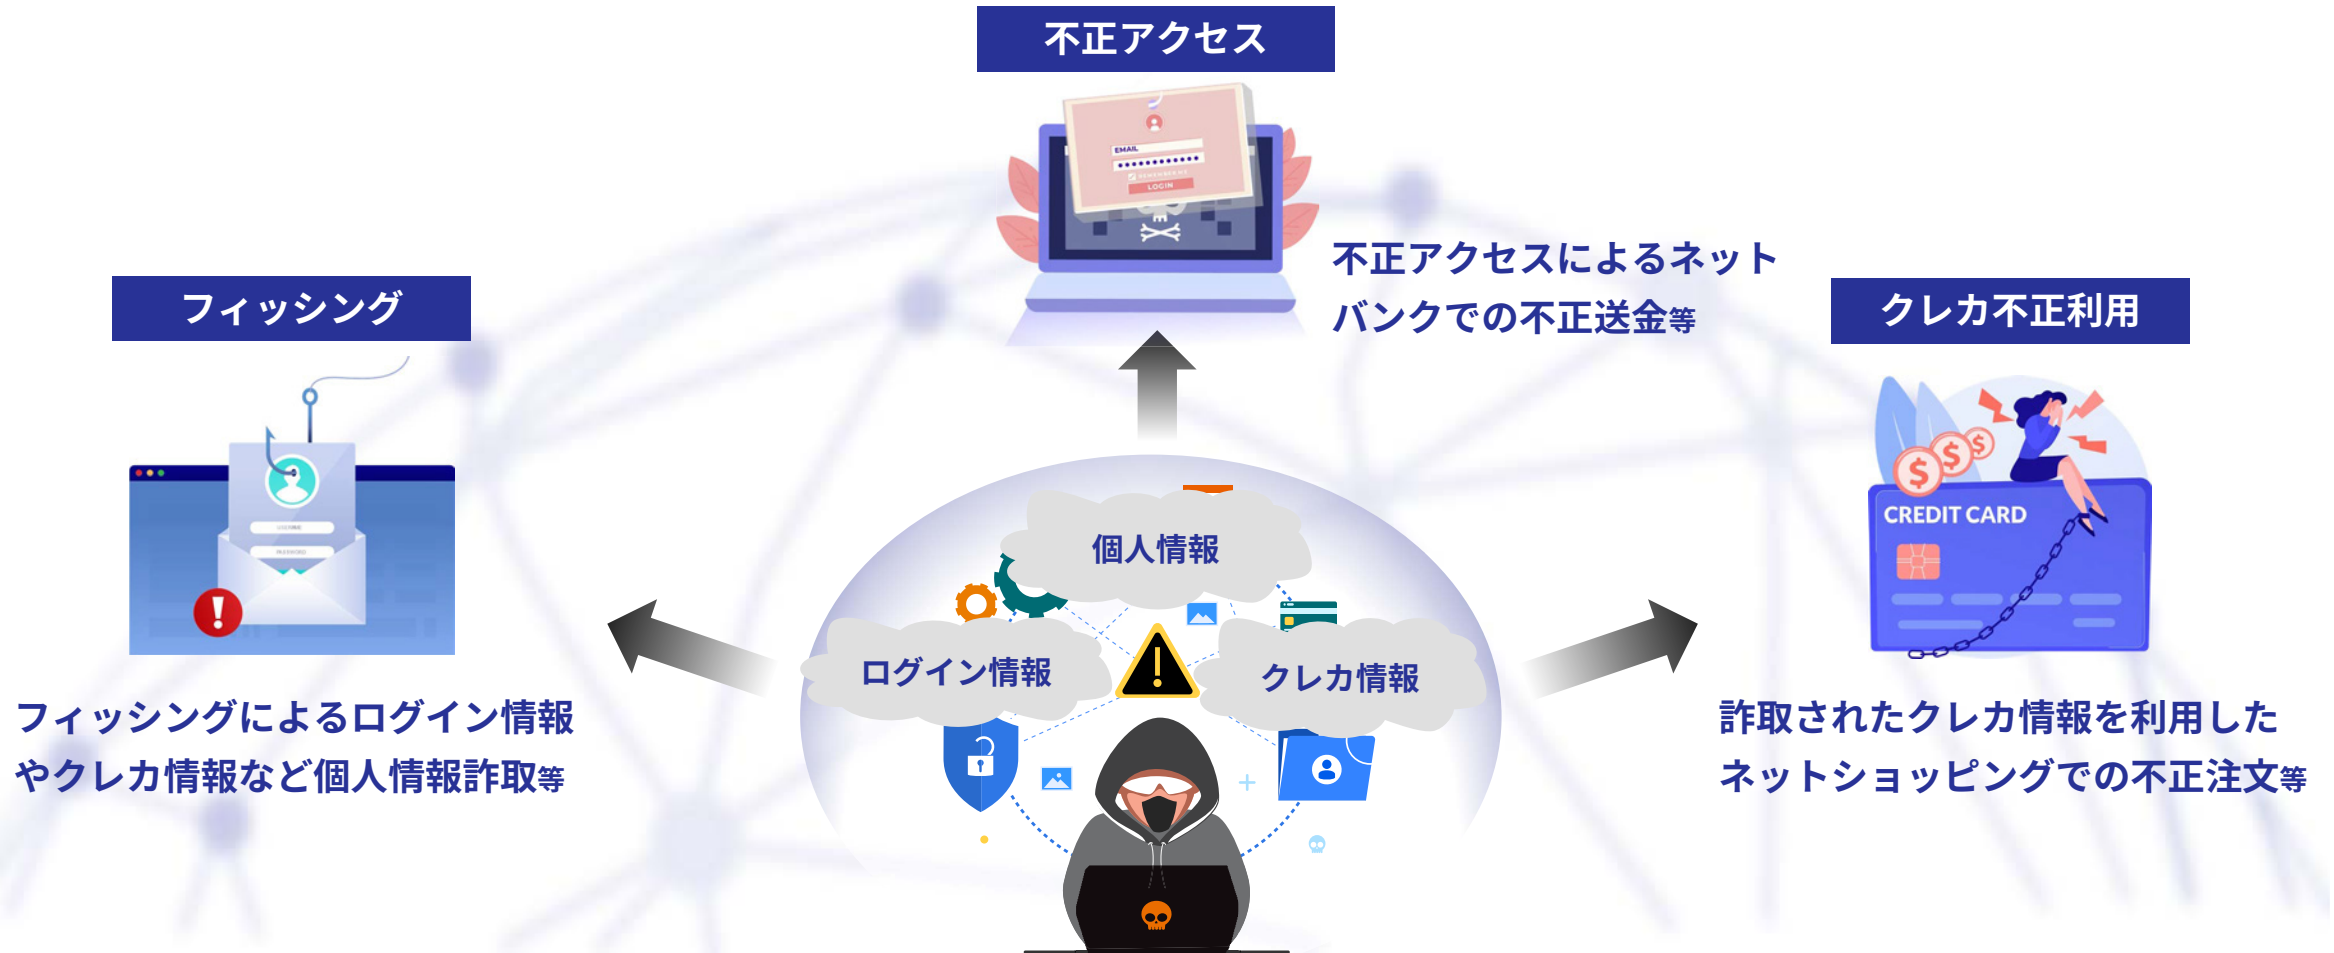 不正アクセス
EMAIL
REMEMBER ME
LOGIN
不正アクセスによるネット
バンクでの不正送金等
フィッシング
クレカ不正利用
CREDIT CARD
個人情報
ログイン情報
クレカ情報
フィッシングによるログイン情報
やクレカ情報など個人情報詐取等
詐取されたクレカ情報を利用した
ネットショッピングでの不正注文等